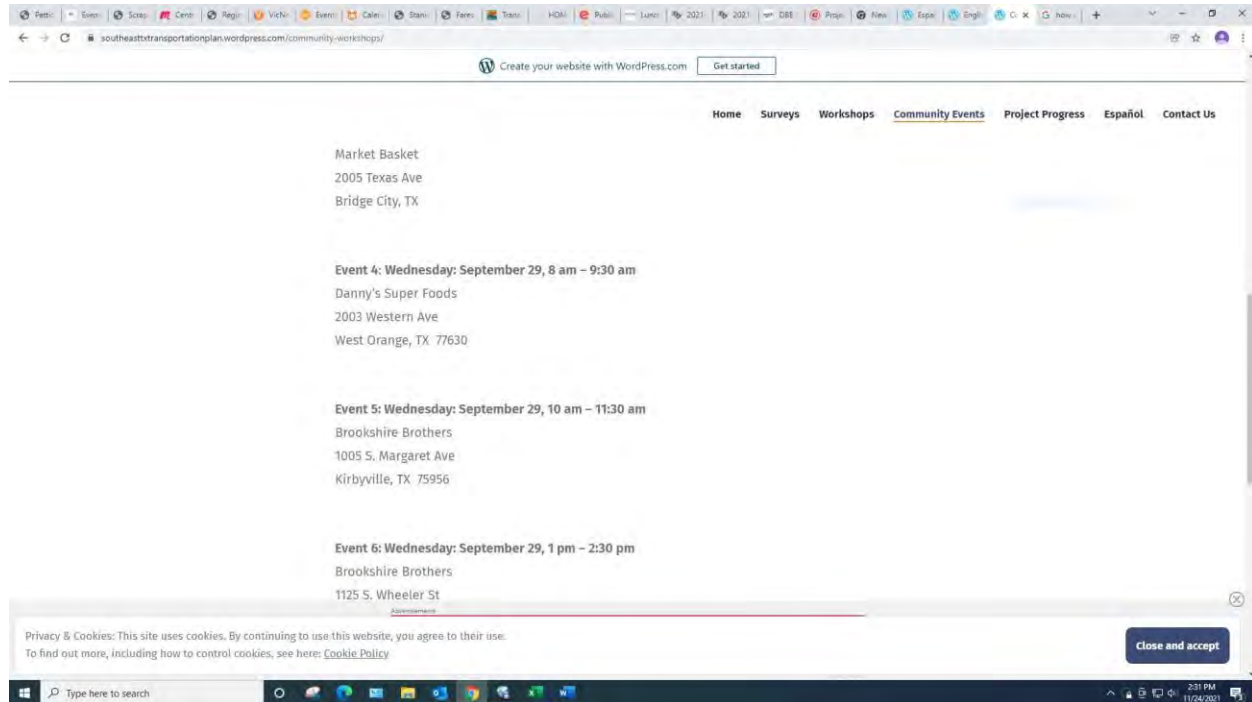 Create your website with WordPress.com Get started
southeasttxtransportationplan.wordpress.com/community-workshops/
Home Surveys Workshops Community Events Project Progress Español Contact Us
Market Basket
2005 Texas Ave
Bridge City, TX
Event 4: Wednesday: September 29, 8 am – 9:30 am
Danny's Super Foods
2003 Western Ave
West Orange, TX 77630
Event 5: Wednesday: September 29, 10 am – 11:30 am
Brookshire Brothers
1005 S. Margaret Ave
Kirbyville, TX 75956
Event 6: Wednesday: September 29, 1 pm – 2:30 pm
Brookshire Brothers
1125 S. Wheeler St
Advertisements
Privacy & Cookies: This site uses cookies. By continuing to use this website, you agree to their use.
To find out more, including how to control cookies, see here: Cookie Policy
Close and accept
Type here to search
2:31 PM
11/24/2021